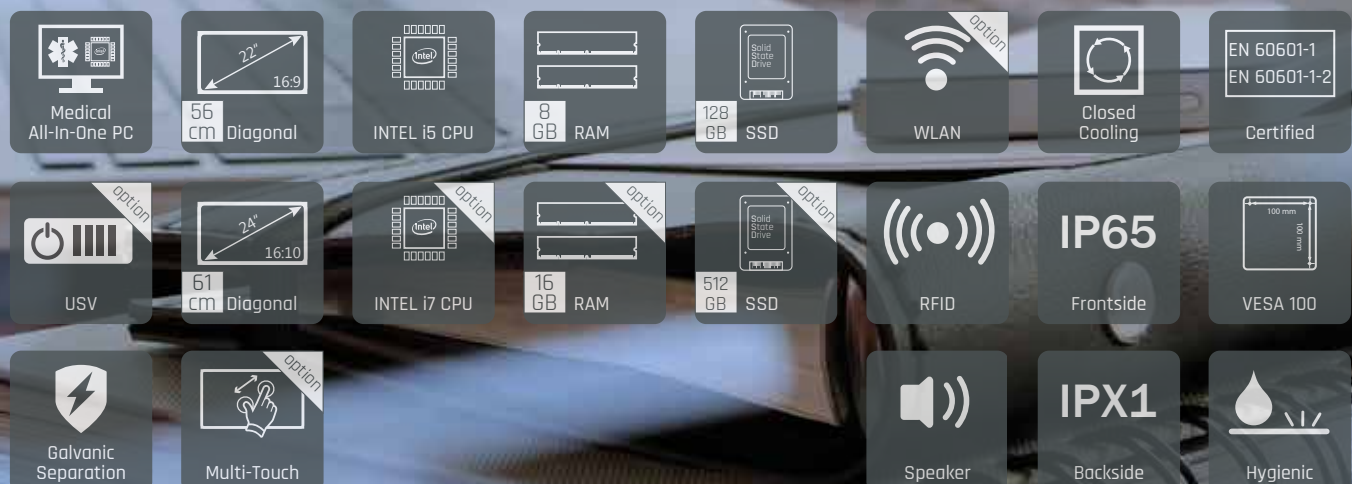 Medical
All-In-One PC
22"
16:9
56
cm Diagonal
intel
INTEL i5 CPU
8
GB RAM
Solid
State
Drive
128
GB SSD
option
WLAN
Closed
Cooling
EN 60601-1
EN 60601-1-2
Certified
option
USV
24"
16:10
61
cm Diagonal
option
intel
INTEL i7 CPU
option
16
GB RAM
option
Solid
State
Drive
512
GB SSD
RFID
IP65
Frontside
100 mm
100 mm
VESA 100
Galvanic
Separation
option
Multi-Touch
Speaker
IPX1
Backside
Hygienic